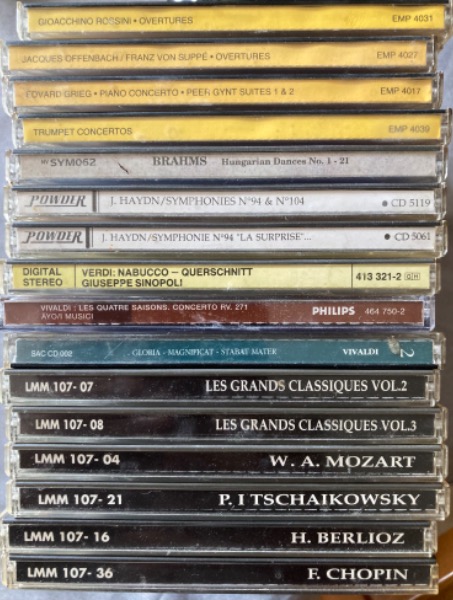 GIOACCHINO ROSSINI • OVERTURES EMP 4031
JACQUES OFFENBACH / FRANZ VON SUPPÉ • OVERTURES EMP 4027
EDVARD GRIEG • PIANO CONCERTO • PEER GYNT SUITES 1 & 2 EMP 4017
TRUMPET CONCERTOS EMP 4039
SYM062 BRAHMS Hungarian Dances No. 1 - 21
POWDER J. HAYDN/SYMPHONIES N°94 & N°104 • CD 5119
POWDER J. HAYDN/SYMPHONIE N°94 "LA SURPRISE"... • CD 5061
DIGITAL STEREO VERDI: NABUCCO – QUERSCHNITT GIUSEPPE SINOPOLI 413 321-2 GH
VIVALDI : LES QUATRE SAISONS. CONCERTO RV. 271 PHILIPS 464 750-2
AYO/I MUSICI
BAC CD 002 GLORIA - MAGNIFICAT - STABAT MATER VIVALDI 2
LMM 107-07 LES GRANDS CLASSIQUES VOL.2
LMM 107-08 LES GRANDS CLASSIQUES VOL.3
LMM 107-04 W. A. MOZART
LMM 107-21 P. I TSCHAIKOWSKY
LMM 107-16 H. BERLIOZ
LMM 107-36 F. CHOPIN